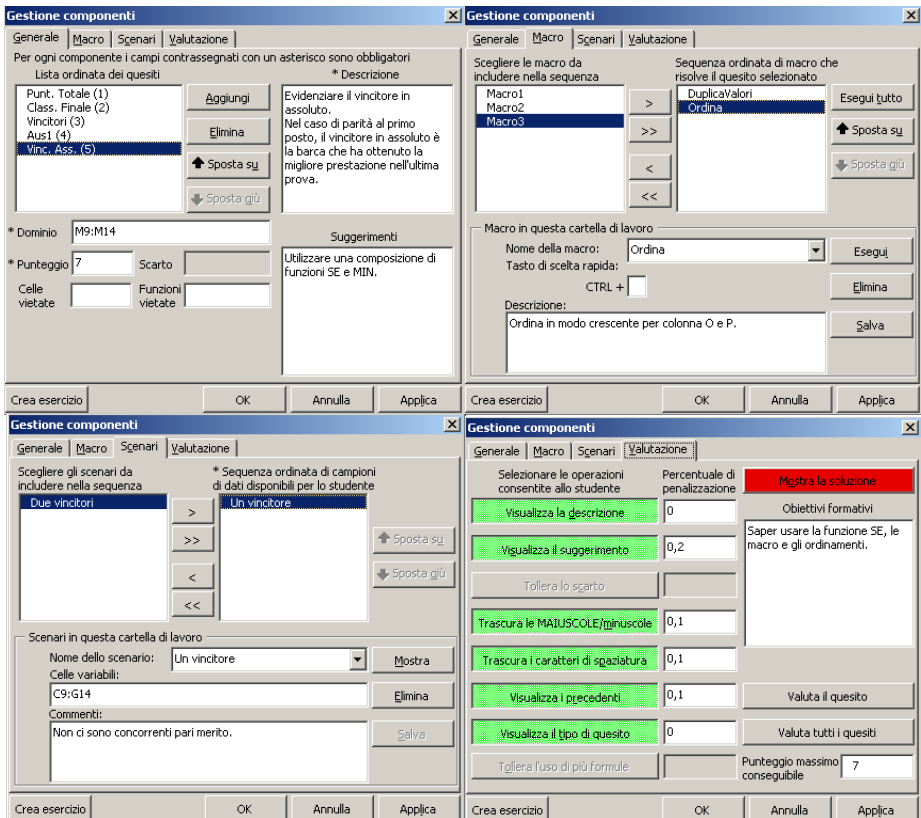 Gestione componenti
Generale Macro Scenari Valutazione
Per ogni componente i campi contrassegnati con un asterisco sono obbligatori
Lista ordinata dei quesiti
* Descrizione
Punt. Totale (1)
Class. Finale (2)
Vincitori (3)
Aus1 (4)
Vinc. Ass. (5)
Aggiungi
Elimina
Sposta su
Sposta giù
Evidenziare il vincitore in
assoluto.
Nel caso di parità al primo
posto, il vincitore in assoluto è
la barca che ha ottenuto la
migliore prestazione nell'ultima
prova.
* Dominio M9:M14
* Punteggio 7 Scarto
Celle
vietate
Funzioni
vietate
Suggerimenti
Utilizzare una composizione di
funzioni SE e MIN.
Crea esercizio OK Annulla Applica
Gestione componenti
Generale Macro Scenari Valutazione
Scegliere le macro da
includere nella sequenza
Sequenza ordinata di macro che
risolve il quesito selezionato
Macro1
Macro2
Macro3
>
>>
<
<<
DuplicaValori
Ordina
Esegui tutto
Sposta su
Sposta giù
Macro in questa cartella di lavoro
Nome della macro: Ordina
Tasto di scelta rapida:
CTRL +
Descrizione:
Ordina in modo crescente per colonna O e P.
Esegui
Elimina
Salva
Crea esercizio OK Annulla Applica
Gestione componenti
Generale Macro Scenari Valutazione
Scegliere gli scenari da
includere nella sequenza
* Sequenza ordinata di campioni
di dati disponibili per lo studente
Due vincitori
>
>>
<
<<
Un vincitore
Sposta su
Sposta giù
Scenari in questa cartella di lavoro
Nome dello scenario: Un vincitore
Celle variabili:
C9:G14
Commenti:
Non ci sono concorrenti pari merito.
Mostra
Elimina
Salva
Crea esercizio OK Annulla Applica
Gestione componenti
Generale Macro Scenari Valutazione
Selezionare le operazioni
consentite allo studente
Percentuale di
penalizzazione
Mostra la soluzione
Visualizza la descrizione 0
Visualizza il suggerimento 0,2
Tollera lo scarto
Trascura le MAIUSCOLE/minuscole 0,1
Trascura i caratteri di spaziatura 0,1
Visualizza i precedenti 0,1
Visualizza il tipo di quesito 0
Tollera l'uso di più formule
Obiettivi formativi
Saper usare la funzione SE, le
macro e gli ordinamenti.
Valuta il quesito
Valuta tutti i quesiti
Punteggio massimo
conseguibile
7
Crea esercizio OK Annulla Applica